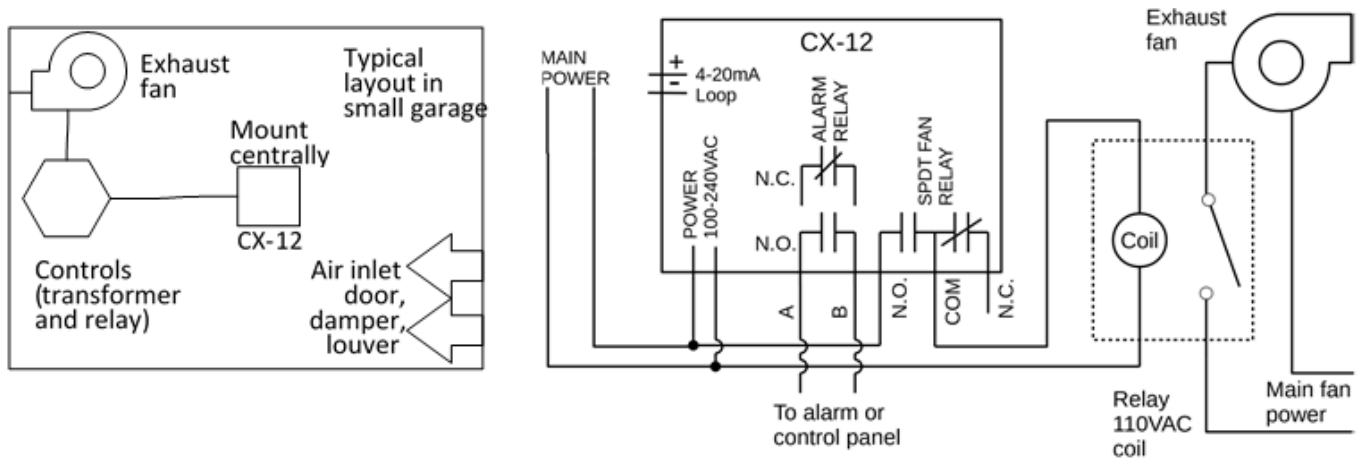 Exhaust
fan
Typical
layout in
small garage
Mount
centrally
CX-12
Controls
(transformer
and relay)
Air inlet
door,
damper,
louver
MAIN
POWER
CX-12
+
-
4-20mA
Loop
ALARM
RELAY
N.C.
SPDT FAN
RELAY
POWER
100-240VAC
N.O.
A
B
N.O.
COM
N.C.
To alarm or
control panel
Exhaust
fan
Coil
Relay
110VAC
coil
Main fan
power